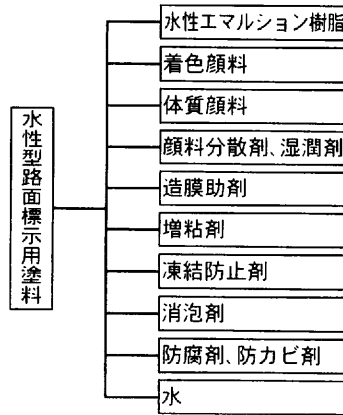 水性型路面標示用塗料
水性エマルション樹脂
着色顔料
体質顔料
顔料分散剤、湿潤剤
造膜助剤
増粘剤
凍結防止剤
消泡剤
防腐剤、防カビ剤
水